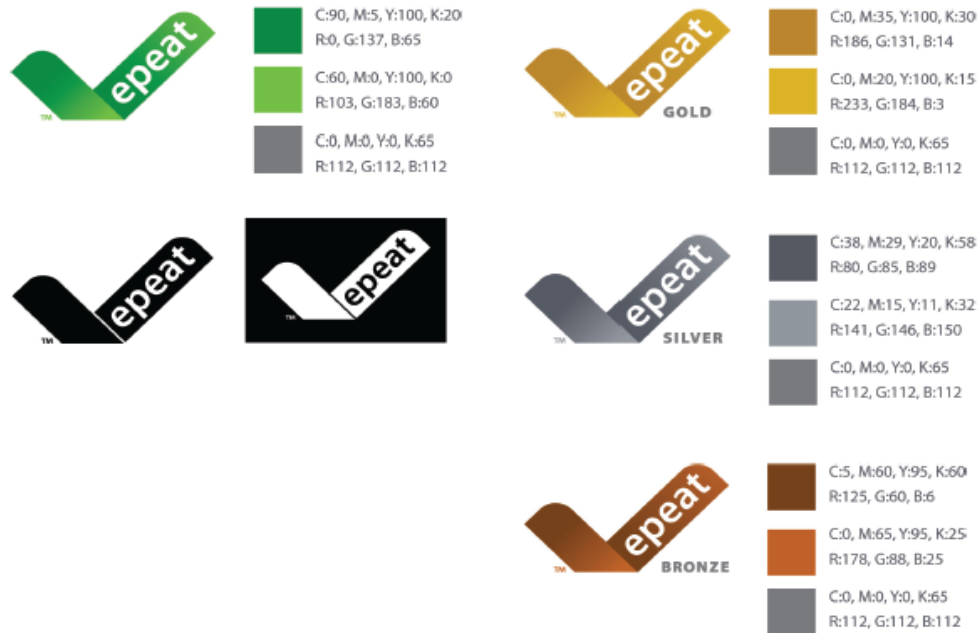 epeat
TM
C:90, M:5, Y:100, K:20
R:0, G:137, B:65
C:60, M:0, Y:100, K:0
R:103, G:183, B:60
C:0, M:0, Y:0, K:65
R:112, G:112, B:112
epeat
TM
GOLD
C:0, M:35, Y:100, K:30
R:186, G:131, B:14
C:0, M:20, Y:100, K:15
R:233, G:184, B:3
C:0, M:0, Y:0, K:65
R:112, G:112, B:112
epeat
TM
epeat
TM
epeat
TM
SILVER
C:38, M:29, Y:20, K:58
R:80, G:85, B:89
C:22, M:15, Y:11, K:32
R:141, G:146, B:150
C:0, M:0, Y:0, K:65
R:112, G:112, B:112
epeat
TM
BRONZE
C:5, M:60, Y:95, K:60
R:125, G:60, B:6
C:0, M:65, Y:95, K:25
R:178, G:88, B:25
C:0, M:0, Y:0, K:65
R:112, G:112, B:112